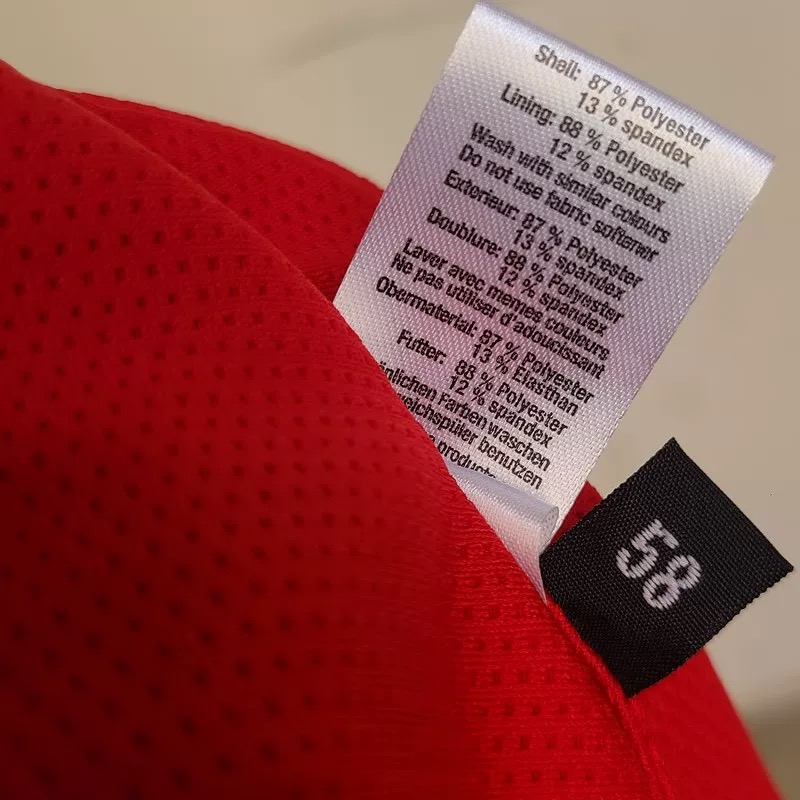 Shell: 87 % Polyester
13 % spandex
Lining: 88 % Polyester
12 % spandex
Wash with similar colours
Do not use fabric softener
Exterieur: 87 % Polyester
13 % spandex
Doublure: 88 % Polyester
12 % spandex
Laver avec memes couleurs
Ne pas utiliser d'adoucissant
Obermaterial: 87 % Polyester
13 % Elasthan
Futter: 88 % Polyester
12 % spandex
Farben waschen
benutzen
58